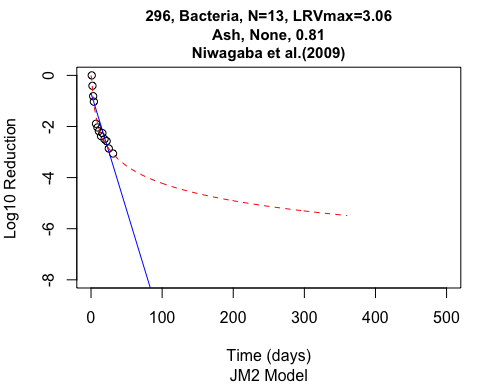 296, Bacteria, N=13, LRVmax=3.06
Ash, None, 0.81
Niwagaba et al.(2009)
Log10 Reduction
0
-2
-4
-6
-8
0 100 200 300 400 500
Time (days)
JM2 Model